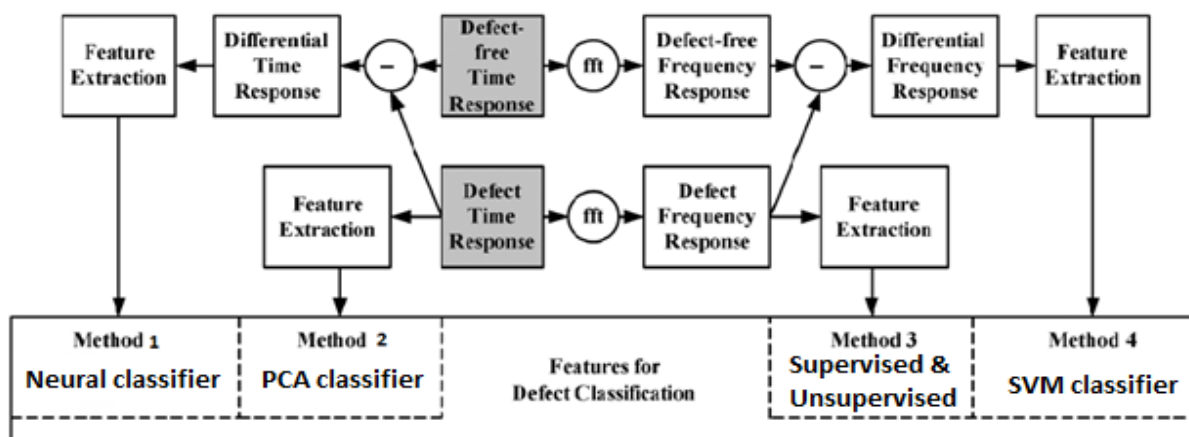 Feature
Extraction
Differential
Time
Response
−
Defect-
free
Time
Response
fft
Defect-free
Frequency
Response
−
Differential
Frequency
Response
Feature
Extraction
Feature
Extraction
Defect
Time
Response
fft
Defect
Frequency
Response
Feature
Extraction
Method 1
Neural classifier
Method 2
PCA classifier
Features for
Defect Classification
Method 3
Supervised &
Unsupervised
Method 4
SVM classifier